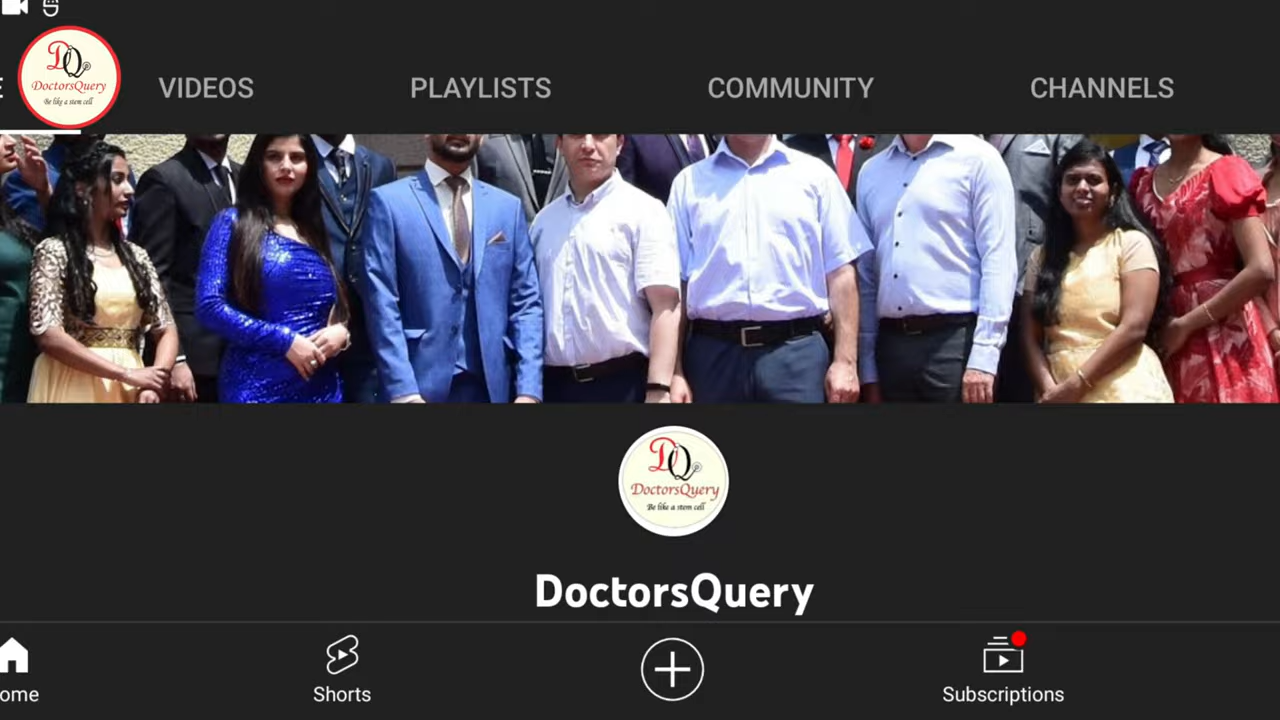 DQ
DoctorsQuery
Be like a stem cell
E VIDEOS PLAYLISTS COMMUNITY CHANNELS
DQ
DoctorsQuery
Be like a stem cell
DoctorsQuery
ome Shorts Subscriptions